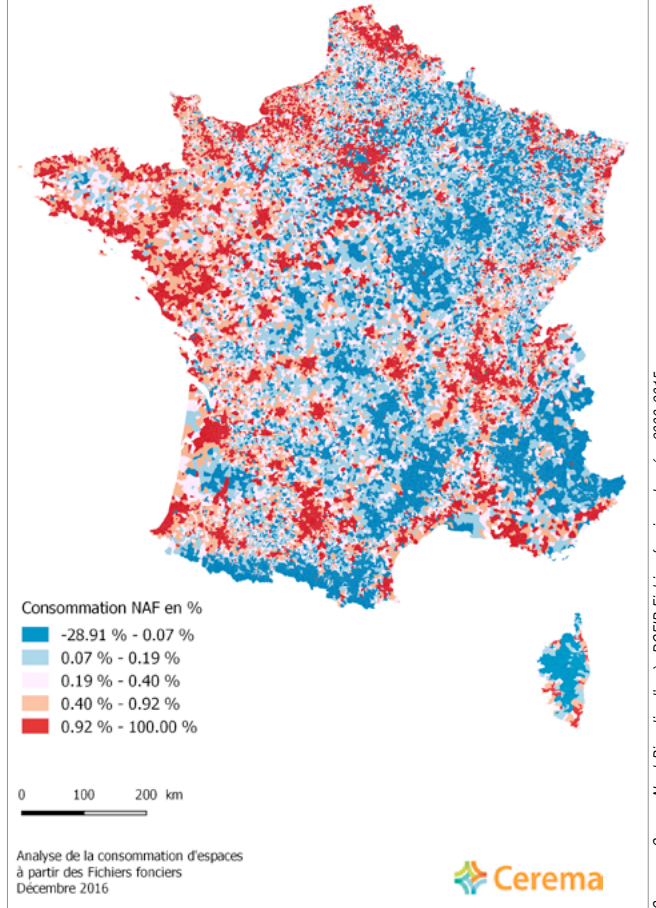 Consommation NAF en %
-28.91 % - 0.07 %
0.07 % - 0.19 %
0.19 % - 0.40 %
0.40 % - 0.92 %
0.92 % - 100.00 %
0 100 200 km
Analyse de la consommation d'espaces
à partir des Fichiers fonciers
Décembre 2016
Cerema